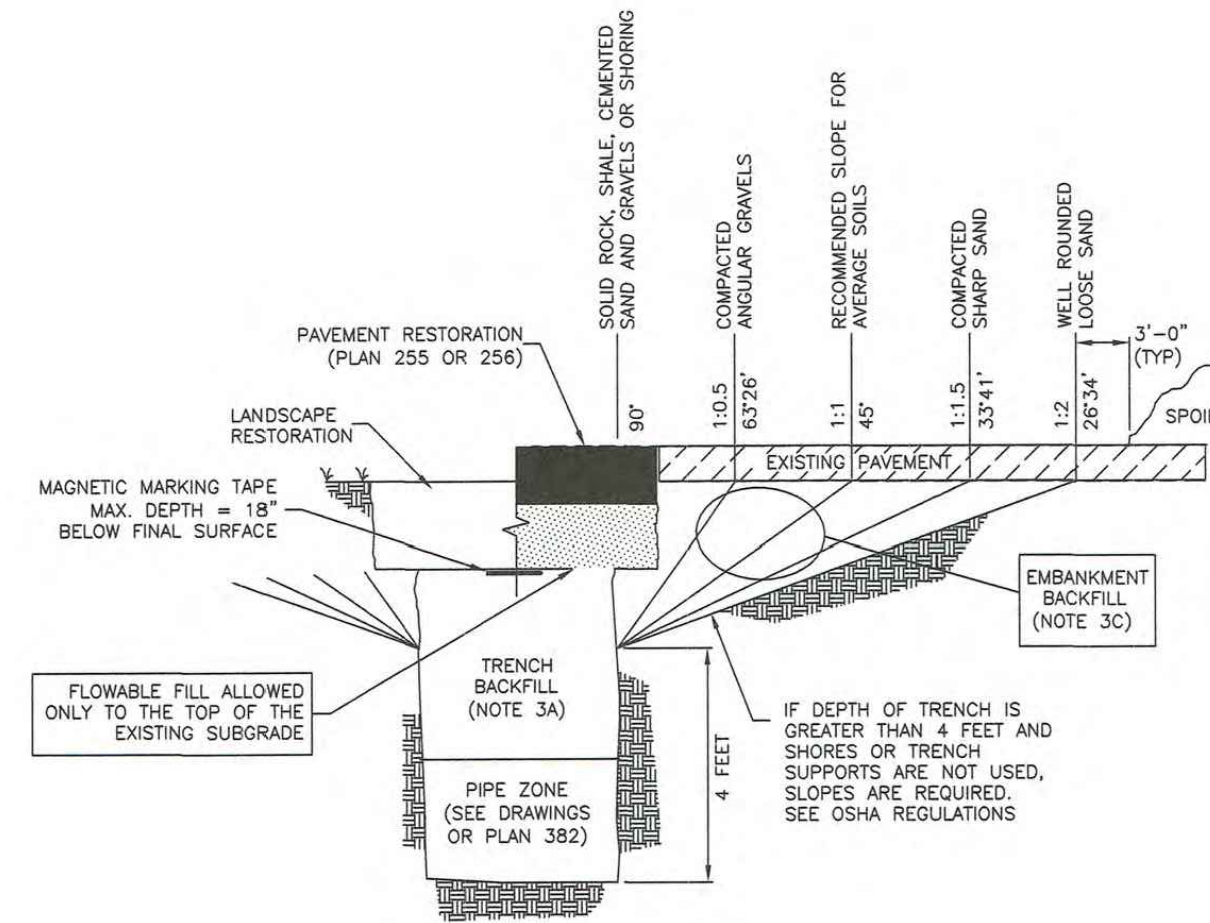 SOLID ROCK, SHALE, CEMENTED
SAND AND GRAVELS OR SHORING
COMPACTED
ANGULAR GRAVELS
RECOMMENDED SLOPE FOR
AVERAGE SOILS
COMPACTED
SHARP SAND
WELL ROUNDED
LOOSE SAND
3'-0"
(TYP)
PAVEMENT RESTORATION
(PLAN 255 OR 256)
90°
1:0.5
63°26'
1:1
45°
1:1.5
33°41'
1:2
26°34'
SPOI
LANDSCAPE
RESTORATION
EXISTING PAVEMENT
MAGNETIC MARKING TAPE
MAX. DEPTH = 18"
BELOW FINAL SURFACE
EMBANKMENT
BACKFILL
(NOTE 3C)
TRENCH
BACKFILL
(NOTE 3A)
FLOWABLE FILL ALLOWED
ONLY TO THE TOP OF THE
EXISTING SUBGRADE
4 FEET
IF DEPTH OF TRENCH IS
GREATER THAN 4 FEET AND
SHORES OR TRENCH
SUPPORTS ARE NOT USED,
SLOPES ARE REQUIRED.
SEE OSHA REGULATIONS
PIPE ZONE
(SEE DRAWINGS
OR PLAN 382)